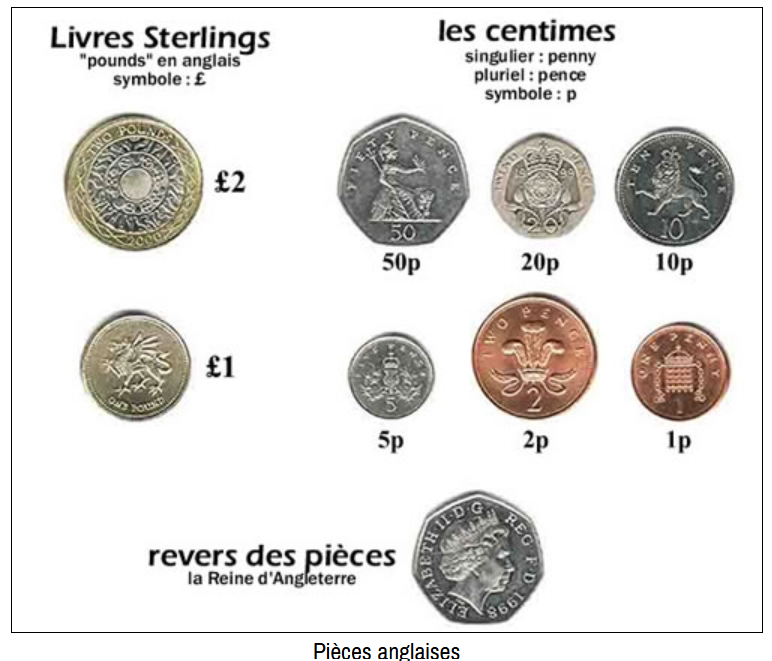 Livres Sterlings
"pounds" en anglais
symbole : £
les centimes
singulier : penny
pluriel : pence
symbole : p
TWO POUNDS
2000
£2
FIFTY PENCE
50
50p
20
20p
TEN PENCE
10
10p
ONE POUND
£1
5
5p
TWO PENCE
2
2p
ONE PENNY
1
1p
revers des pièces
la Reine d'Angleterre
ELIZABETH·II·D·G REG·F·D·1998
Pièces anglaises